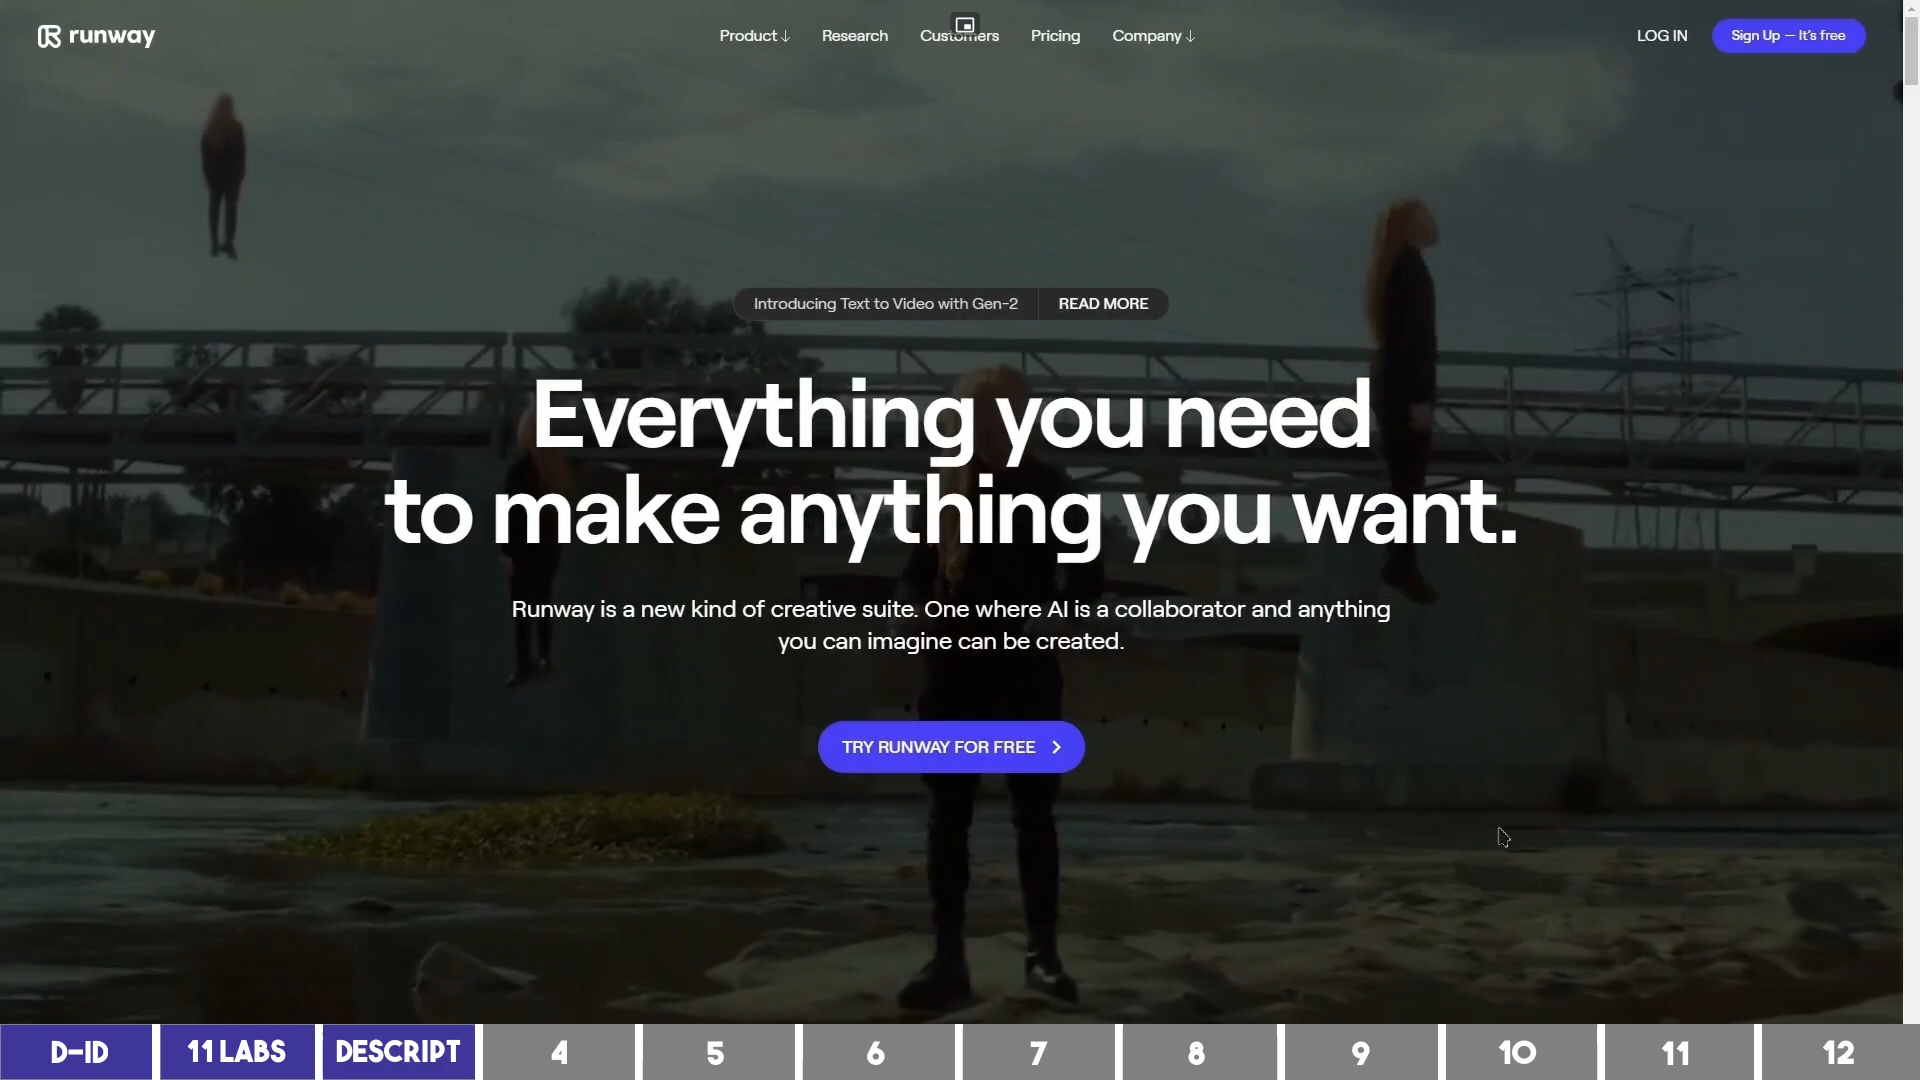 runway
Product ↓
Research
Customers
Pricing
Company ↓
LOG IN
Sign Up — It's free
Introducing Text to Video with Gen-2
READ MORE
Everything you need
to make anything you want.
Runway is a new kind of creative suite. One where AI is a collaborator and anything
you can imagine can be created.
TRY RUNWAY FOR FREE
D-ID
11 LABS
DESCRIPT
4
5
6
7
8
9
10
11
12